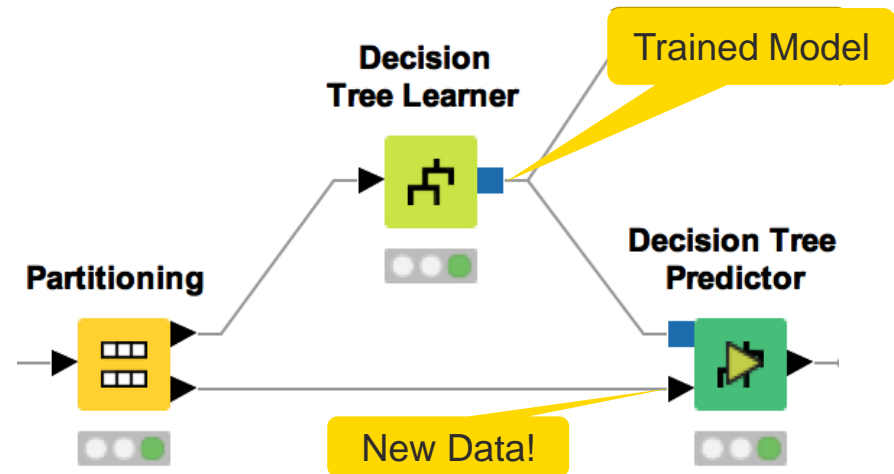 Trained Model
Decision
Tree Learner
Decision Tree
Predictor
Partitioning
New Data!